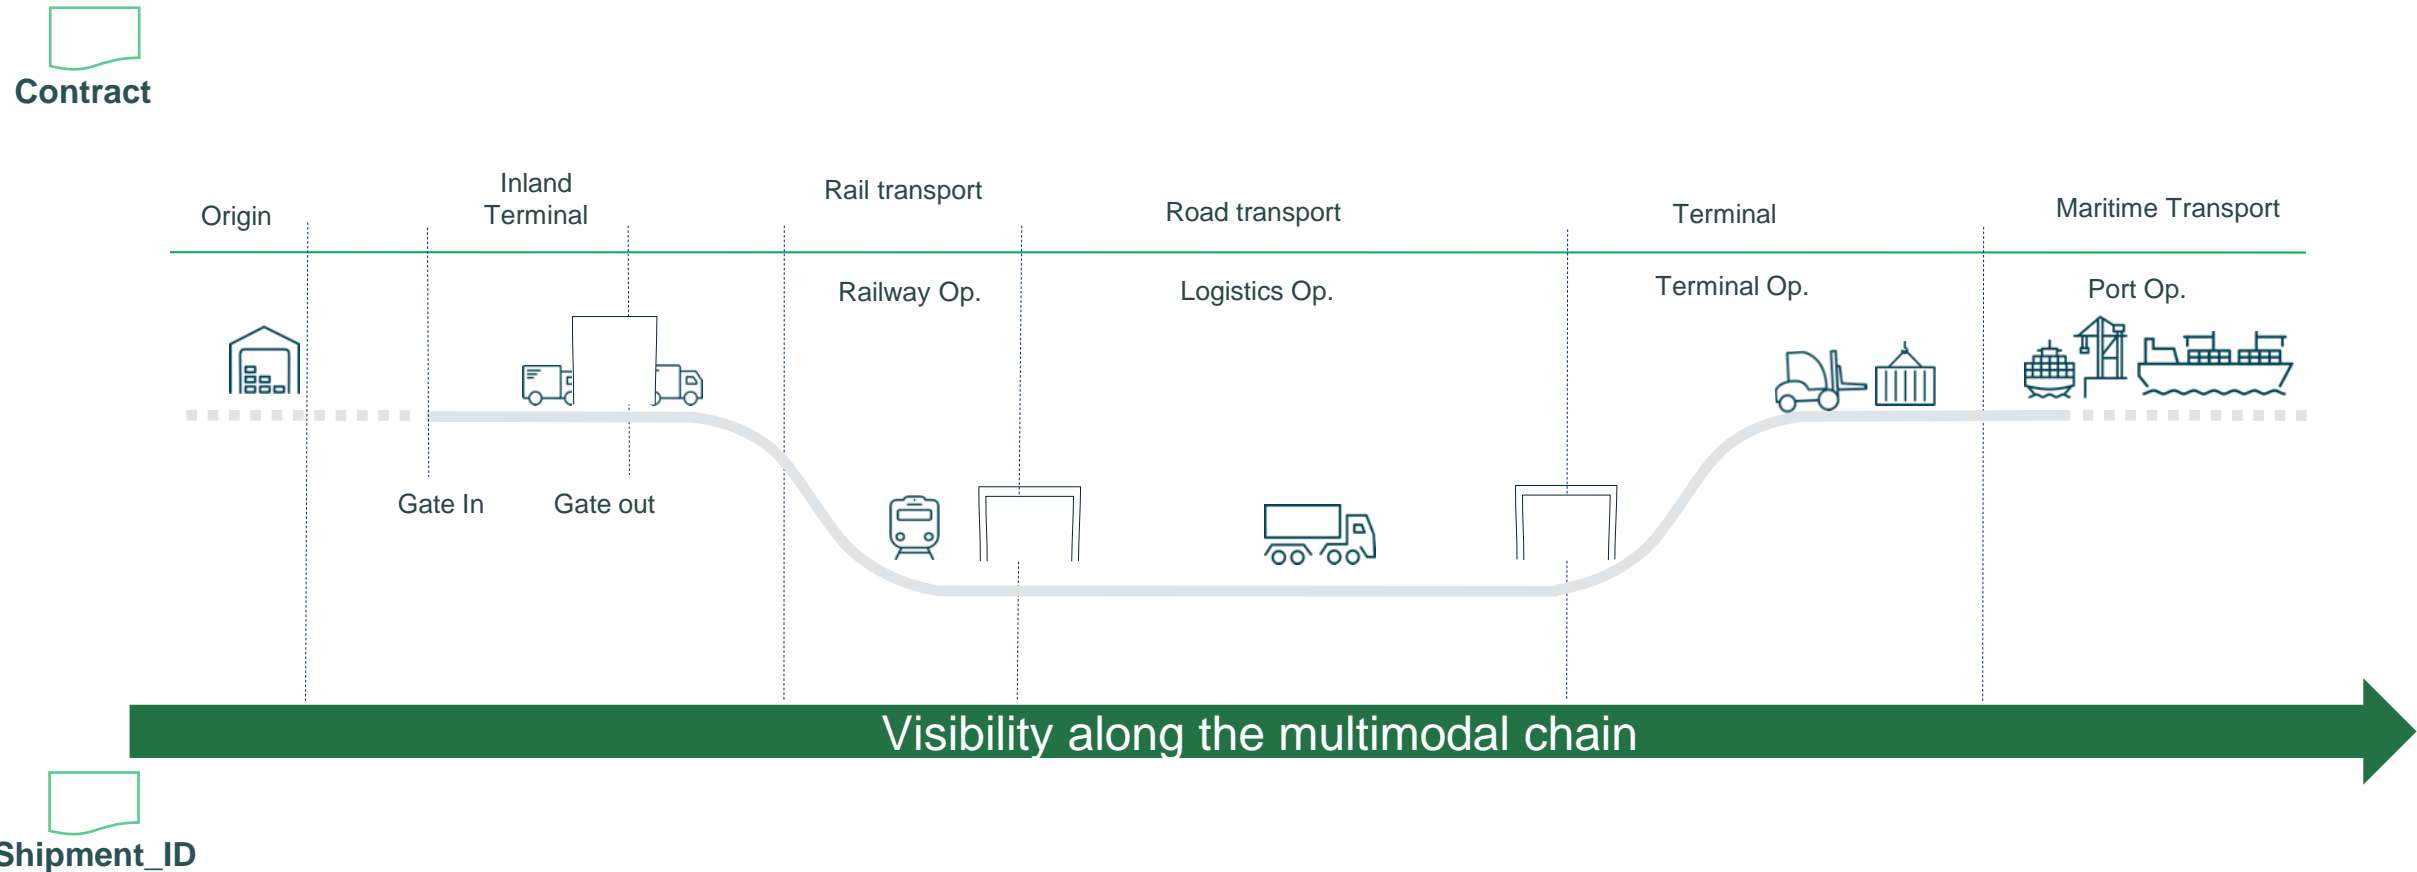 Contract
Origin
Inland
Terminal
Rail transport
Road transport
Terminal
Maritime Transport
Railway Op.
Logistics Op.
Terminal Op.
Port Op.
Gate In
Gate out
Visibility along the multimodal chain
Shipment_ID